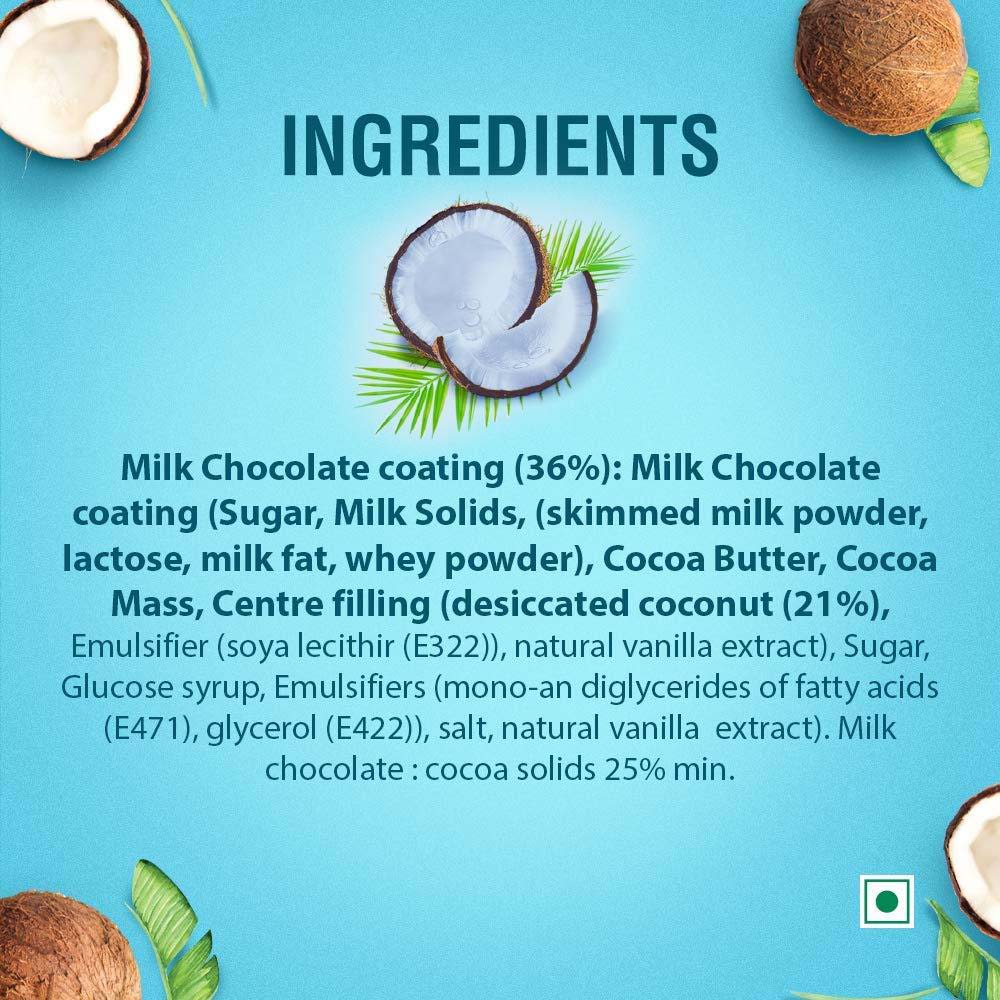 INGREDIENTS
Milk Chocolate coating (36%): Milk Chocolate
coating (Sugar, Milk Solids, (skimmed milk powder,
lactose, milk fat, whey powder), Cocoa Butter, Cocoa
Mass, Centre filling (desiccated coconut (21%),
Emulsifier (soya lecithir (E322)), natural vanilla extract), Sugar,
Glucose syrup, Emulsifiers (mono-an diglycerides of fatty acids
(E471), glycerol (E422)), salt, natural vanilla extract). Milk
chocolate : cocoa solids 25% min.